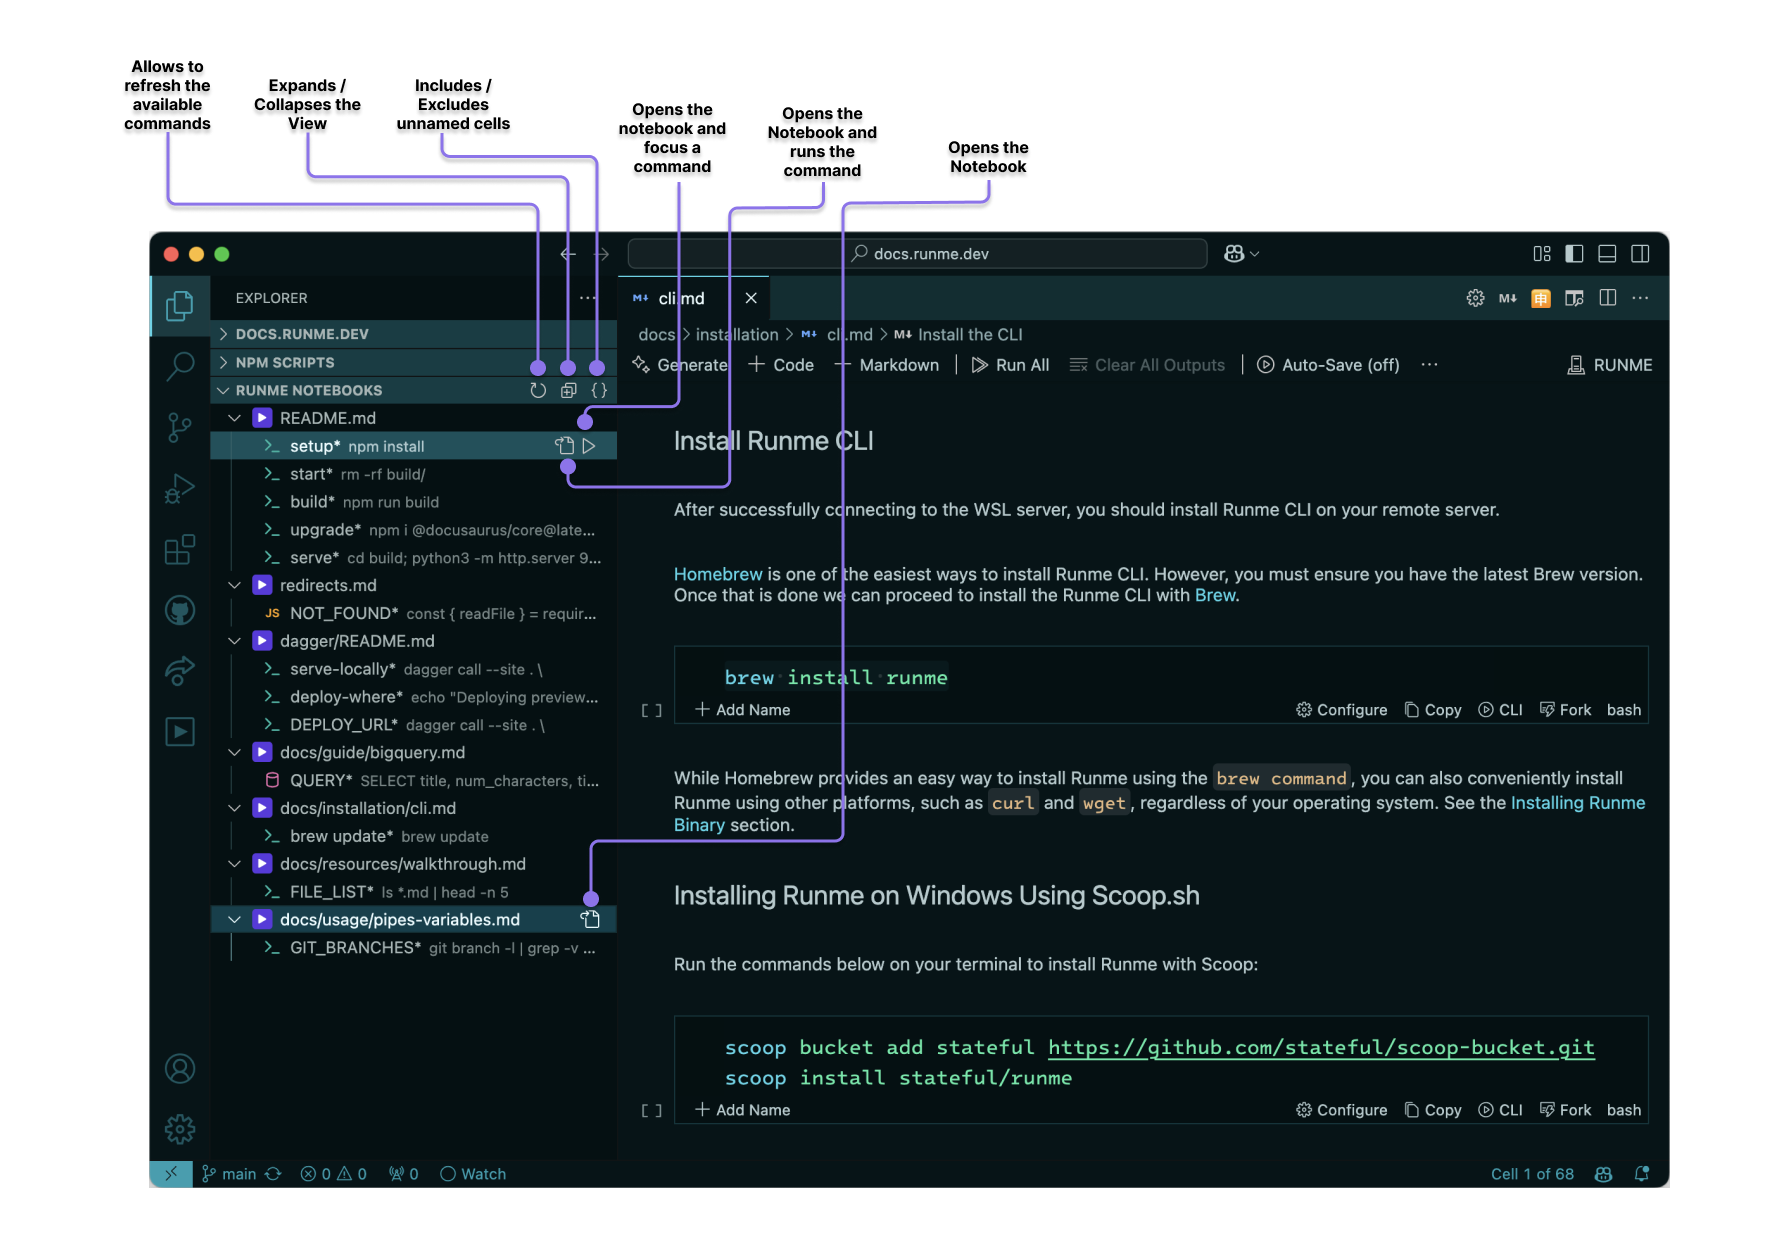 Allows to
refresh the
available
commands
Expands /
Collapses the
View
Includes /
Excludes
unnamed cells
Opens the
notebook and
focus a
command
Opens the
Notebook and
runs the
command
Opens the
Notebook
docs.runme.dev
EXPLORER
cli.md
M↓
DOCS.RUNME.DEV
NPM SCRIPTS
RUNME NOTEBOOKS
README.md
setup* npm install
start* rm -rf build/
build* npm run build
upgrade* npm i @docusaurus/core@late...
serve* cd build; python3 -m http.server 9...
redirects.md
JS NOT_FOUND* const { readFile } = requir...
dagger/README.md
serve-locally* dagger call --site . \
deploy-where* echo "Deploying preview...
DEPLOY_URL* dagger call --site . \
docs/guide/bigquery.md
QUERY* SELECT title, num_characters, ti...
docs/installation/cli.md
brew update* brew update
docs/resources/walkthrough.md
FILE_LIST* ls *.md | head -n 5
docs/usage/pipes-variables.md
GIT_BRANCHES* git branch -l | grep -v ...
docs > installation > M↓ cli.md > M↓ Install the CLI
Generate + Code + Markdown | Run All Clear All Outputs | Auto-Save (off) ... RUNME
Install Runme CLI
After successfully connecting to the WSL server, you should install Runme CLI on your remote server.
Homebrew is one of the easiest ways to install Runme CLI. However, you must ensure you have the latest Brew version.
Once that is done we can proceed to install the Runme CLI with Brew.
brew install runme
[ ] + Add Name Configure Copy CLI Fork bash
While Homebrew provides an easy way to install Runme using the brew command, you can also conveniently install
Runme using other platforms, such as curl and wget, regardless of your operating system. See the Installing Runme
Binary section.
Installing Runme on Windows Using Scoop.sh
Run the commands below on your terminal to install Runme with Scoop:
scoop bucket add stateful https://github.com/stateful/scoop-bucket.git
scoop install stateful/runme
[ ] + Add Name Configure Copy CLI Fork bash
main 0 0 0 Watch
Cell 1 of 68